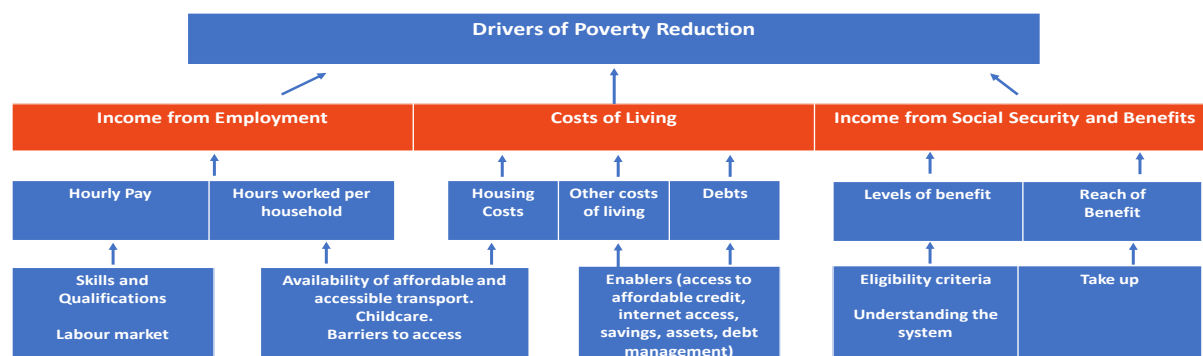 Drivers of Poverty Reduction
Income from Employment
Costs of Living
Income from Social Security and Benefits
Hourly Pay
Hours worked per
household
Housing
Costs
Other costs
of living
Debts
Levels of benefit
Reach of
Benefit
Skills and
Qualifications
Labour market
Availability of affordable and
accessible transport.
Childcare.
Barriers to access
Enablers (access to
affordable credit,
internet access,
savings, assets, debt
management)
Eligibility criteria
Understanding the
system
Take up